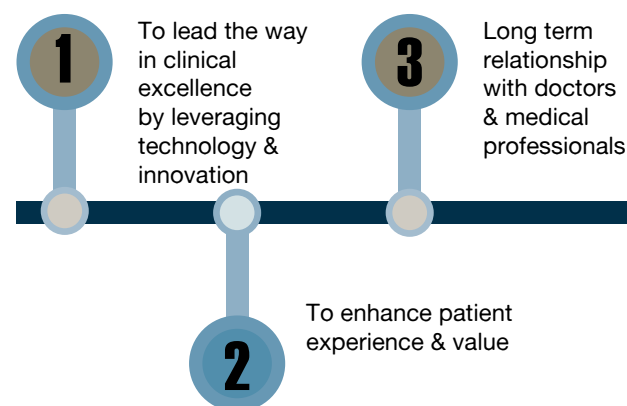 1
To lead the way
in clinical
excellence
by leveraging
technology &
innovation
2
To enhance patient
experience & value
3
Long term
relationship
with doctors
& medical
professionals